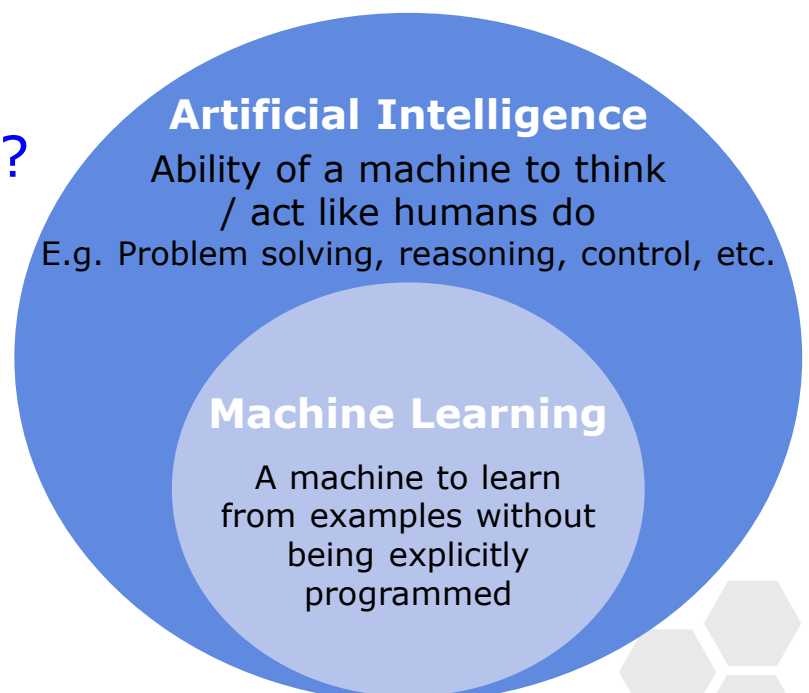 Artificial Intelligence
?
Ability of a machine to think
/ act like humans do
E.g. Problem solving, reasoning, control, etc.
Machine Learning
A machine to learn
from examples without
being explicitly
programmed